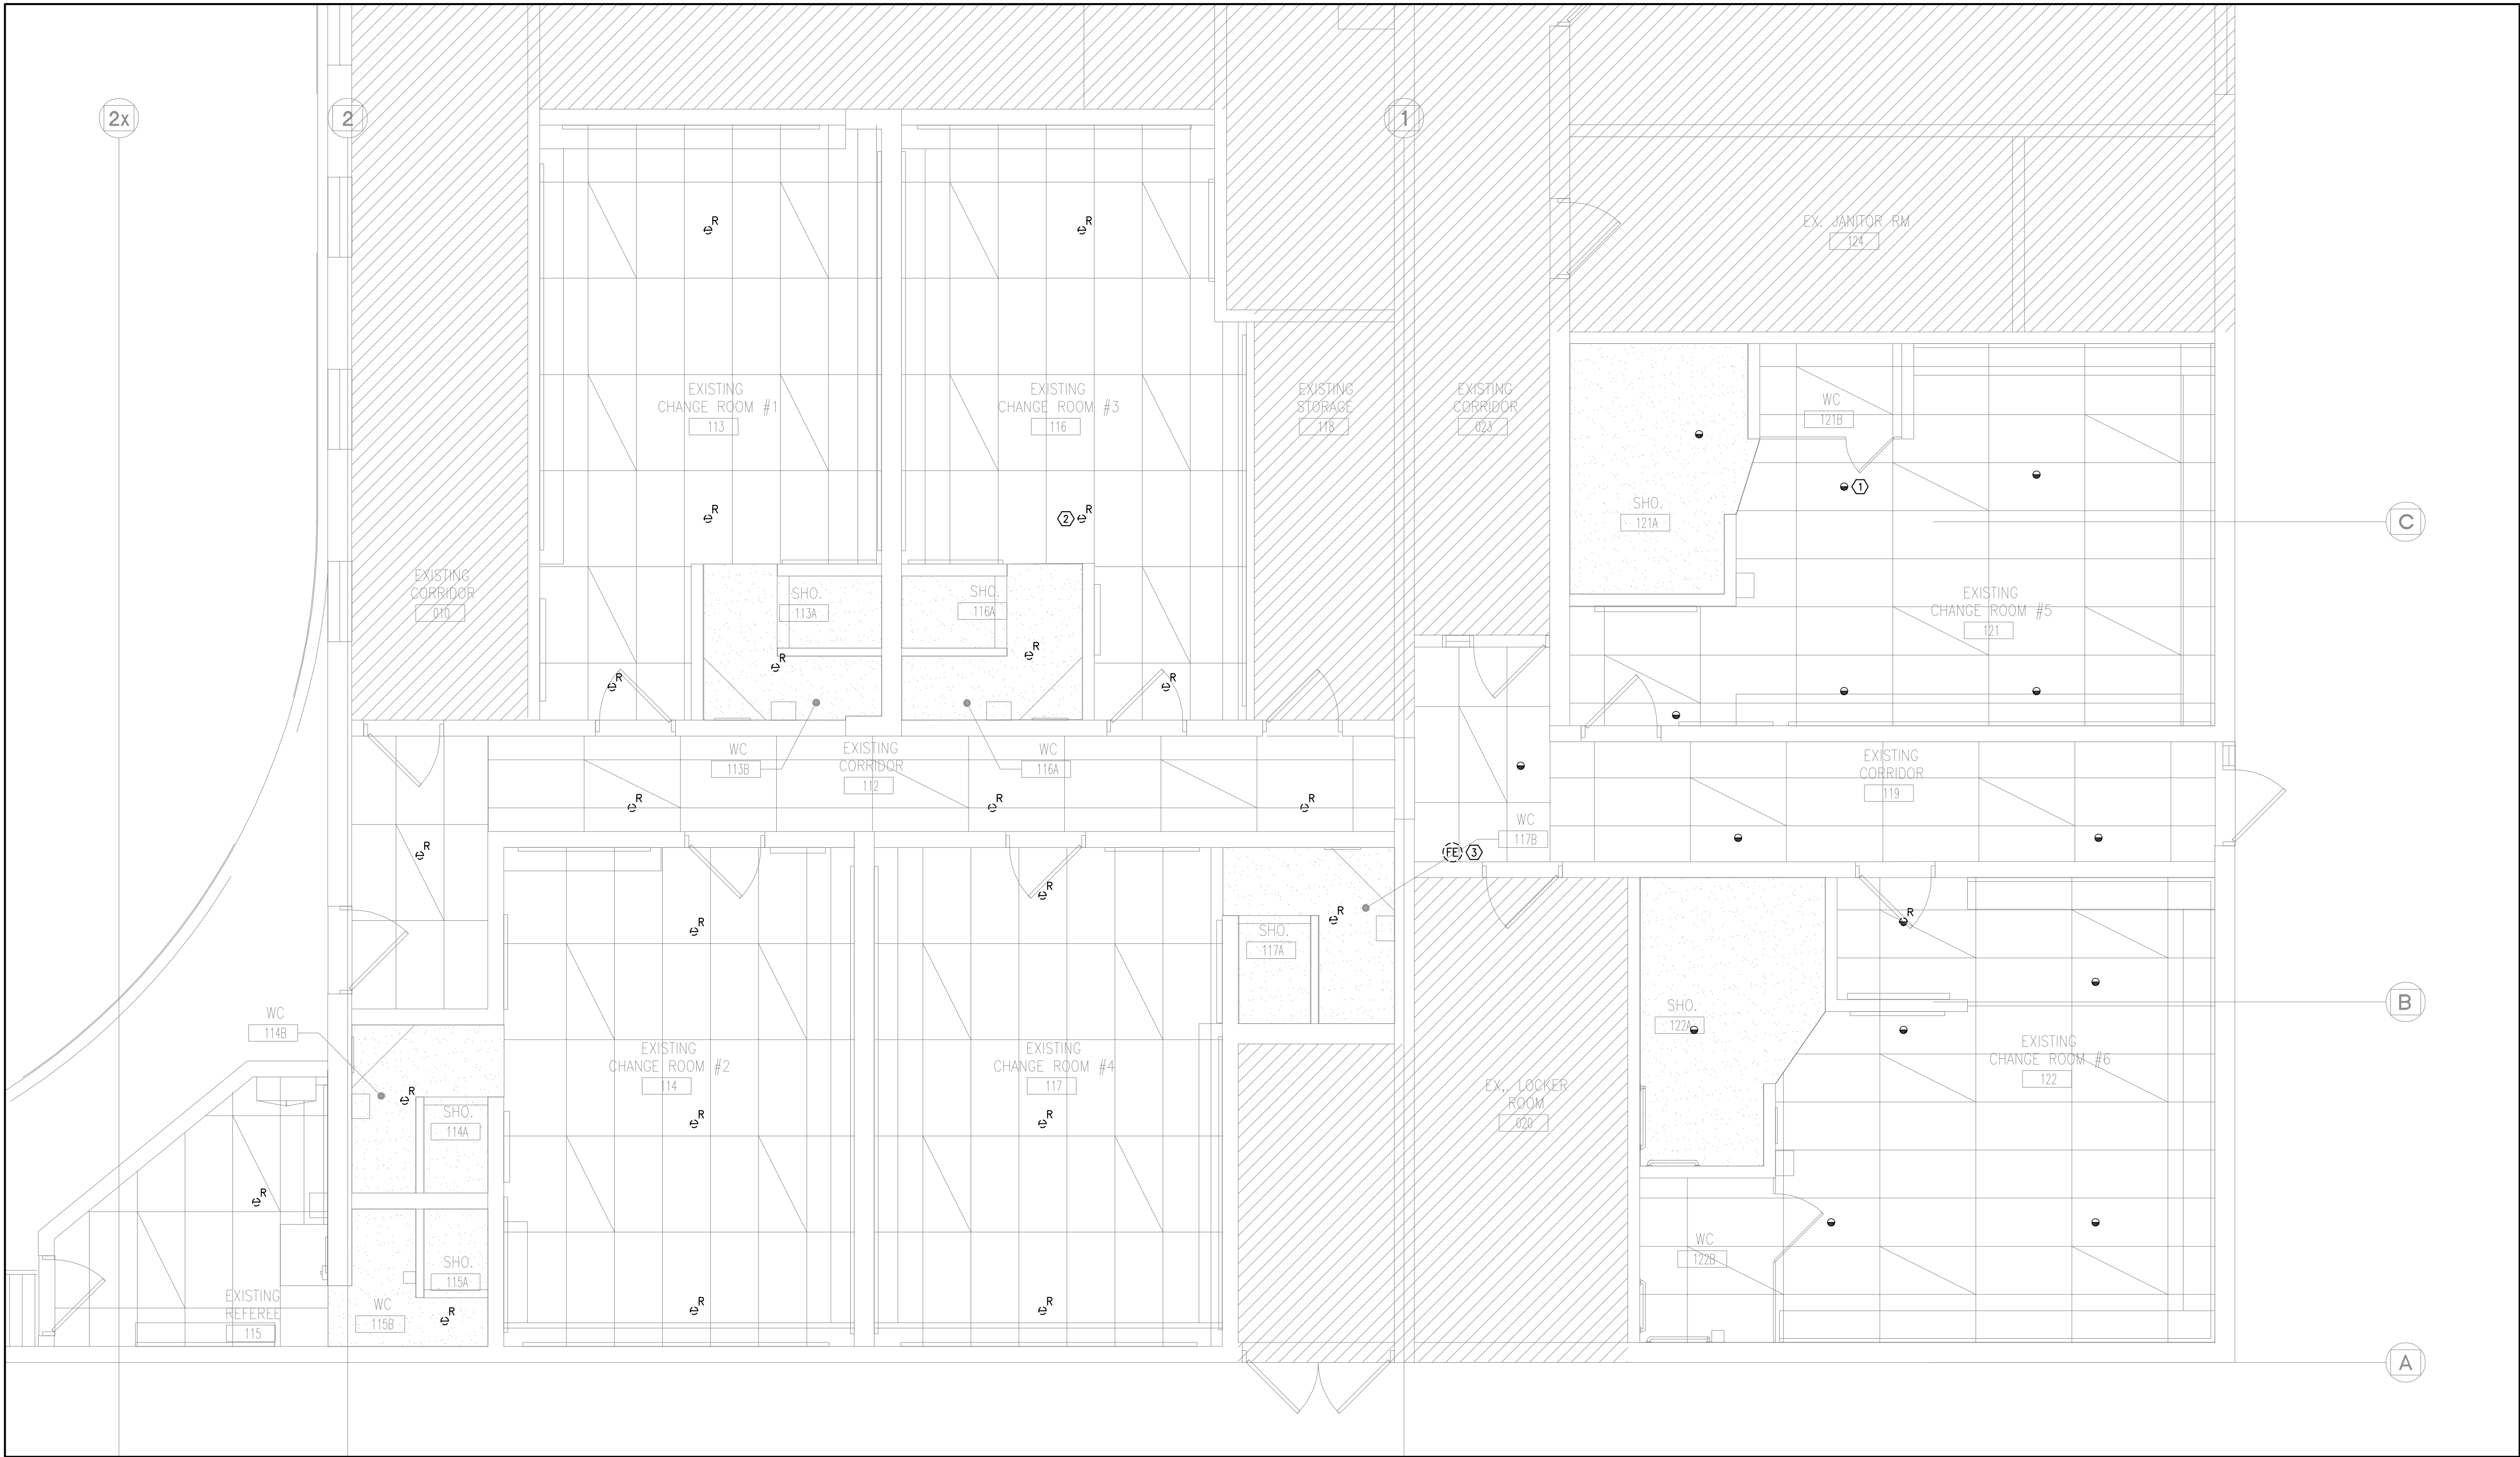 2x
2
1
R
R
EX. JANITOR RM
124
EXISTING
CHANGE ROOM #1
113
EXISTING
CHANGE ROOM #3
116
EXISTING
STORAGE
118
EXISTING
CORRIDOR
023
WC
121B
1
R
2
R
SHO.
121A
C
EXISTING
CORRIDOR
010
SHO.
113A
SHO.
116A
EXISTING
CHANGE ROOM #5
121
R
R
R
R
WC
113B
EXISTING
CORRIDOR
112
WC
116A
EXISTING
CORRIDOR
119
R
R
R
WC
117B
R
FE
3
R
R
R
R
SHO.
117A
WC
114B
SHO.
122A
B
EXISTING
CHANGE ROOM #2
114
EXISTING
CHANGE ROOM #4
117
EXISTING
CHANGE ROOM #6
122
R
SHO.
114A
R
R
EX,. LOCKER
ROOM
020
R
WC
122B
SHO.
115A
EXISTING
REFEREE
115
WC
115B
R
R
R
A